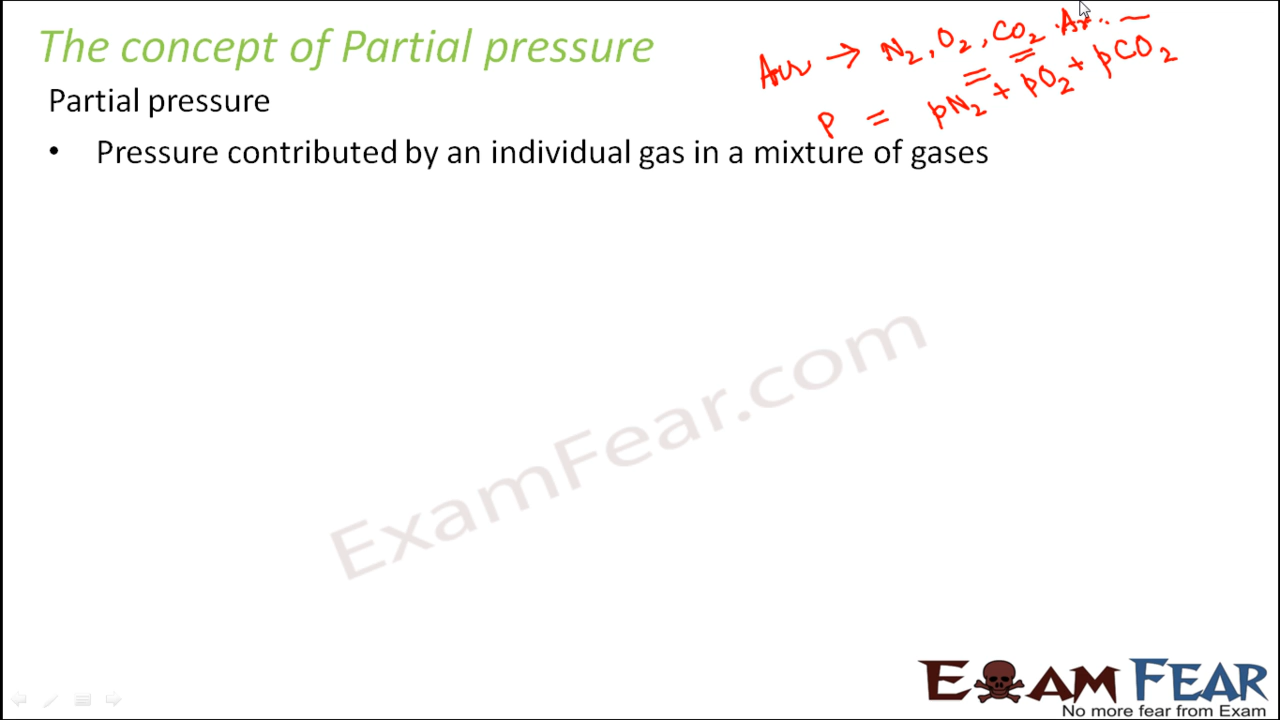 The concept of Partial pressure
Air → N₂, O₂, CO₂ Ar.. —
P = pN₂ + pO₂ + pCO₂
Partial pressure
• Pressure contributed by an individual gas in a mixture of gases
ExamFear.com
EXAM FEAR
No more fear from Exam